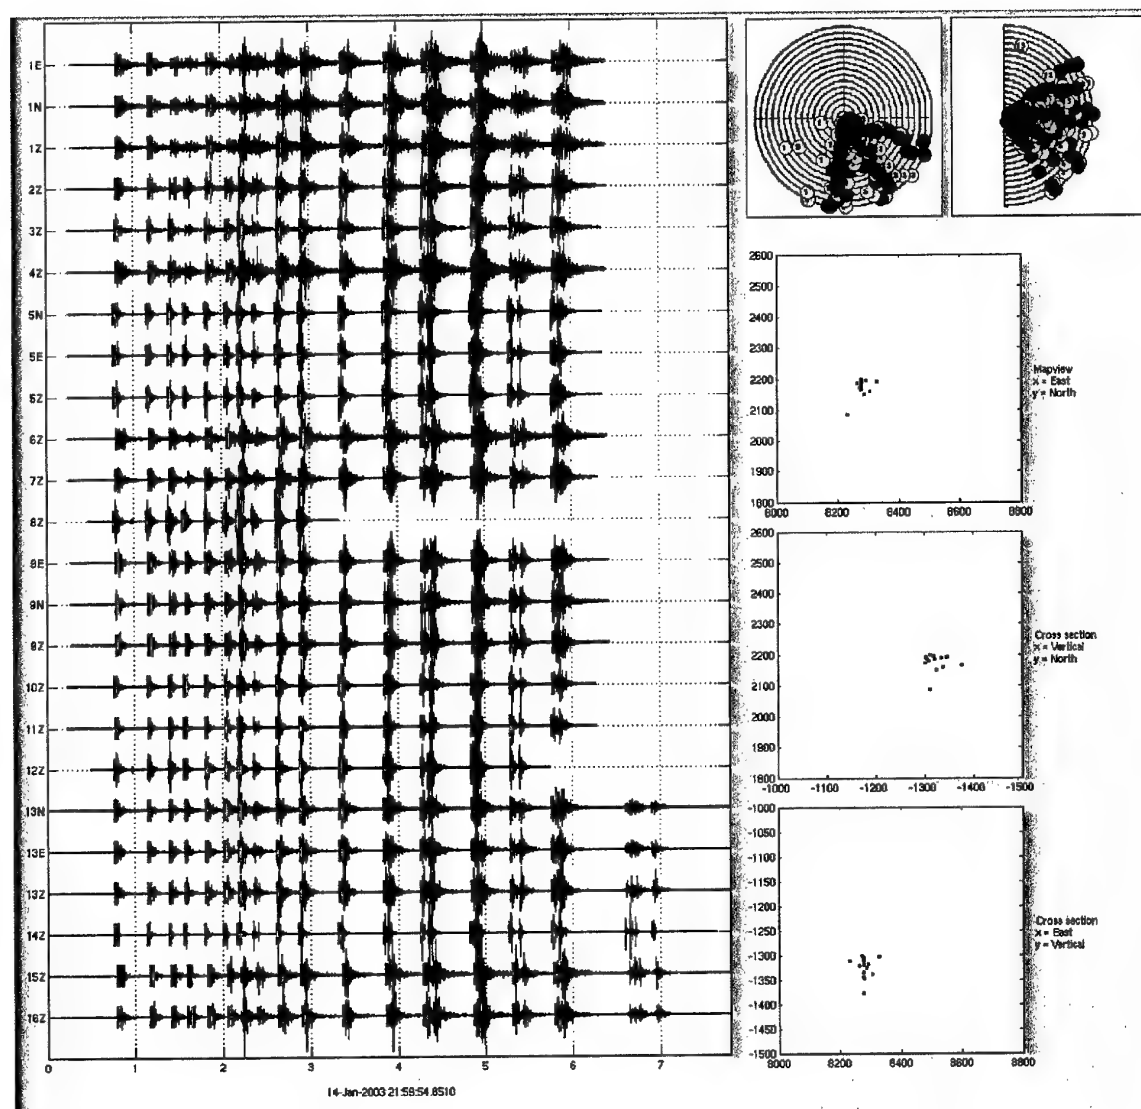 1E
1N
1Z
2Z
3Z
4Z
5N
5E
5Z
6Z
7Z
8Z
9E
9N
9Z
10Z
11Z
12Z
13N
13E
13Z
14Z
15Z
16Z
0 1 2 3 4 5 6 7
14-Jan-2003 21:59:54.8510
2600
2500
2400
2300
2200
2100
2000
1900
1800
8000 8200 8400 8600 8800
Mapview
x = East
y = North
2600
2500
2400
2300
2200
2100
2000
1900
1800
-1000 -1100 -1200 -1300 -1400 -1500
Cross section
x = Vertical
y = North
-1000
-1050
-1100
-1150
-1200
-1250
-1300
-1350
-1400
-1450
-1500
8000 8200 8400 8600 8800
Cross section
x = East
y = Vertical